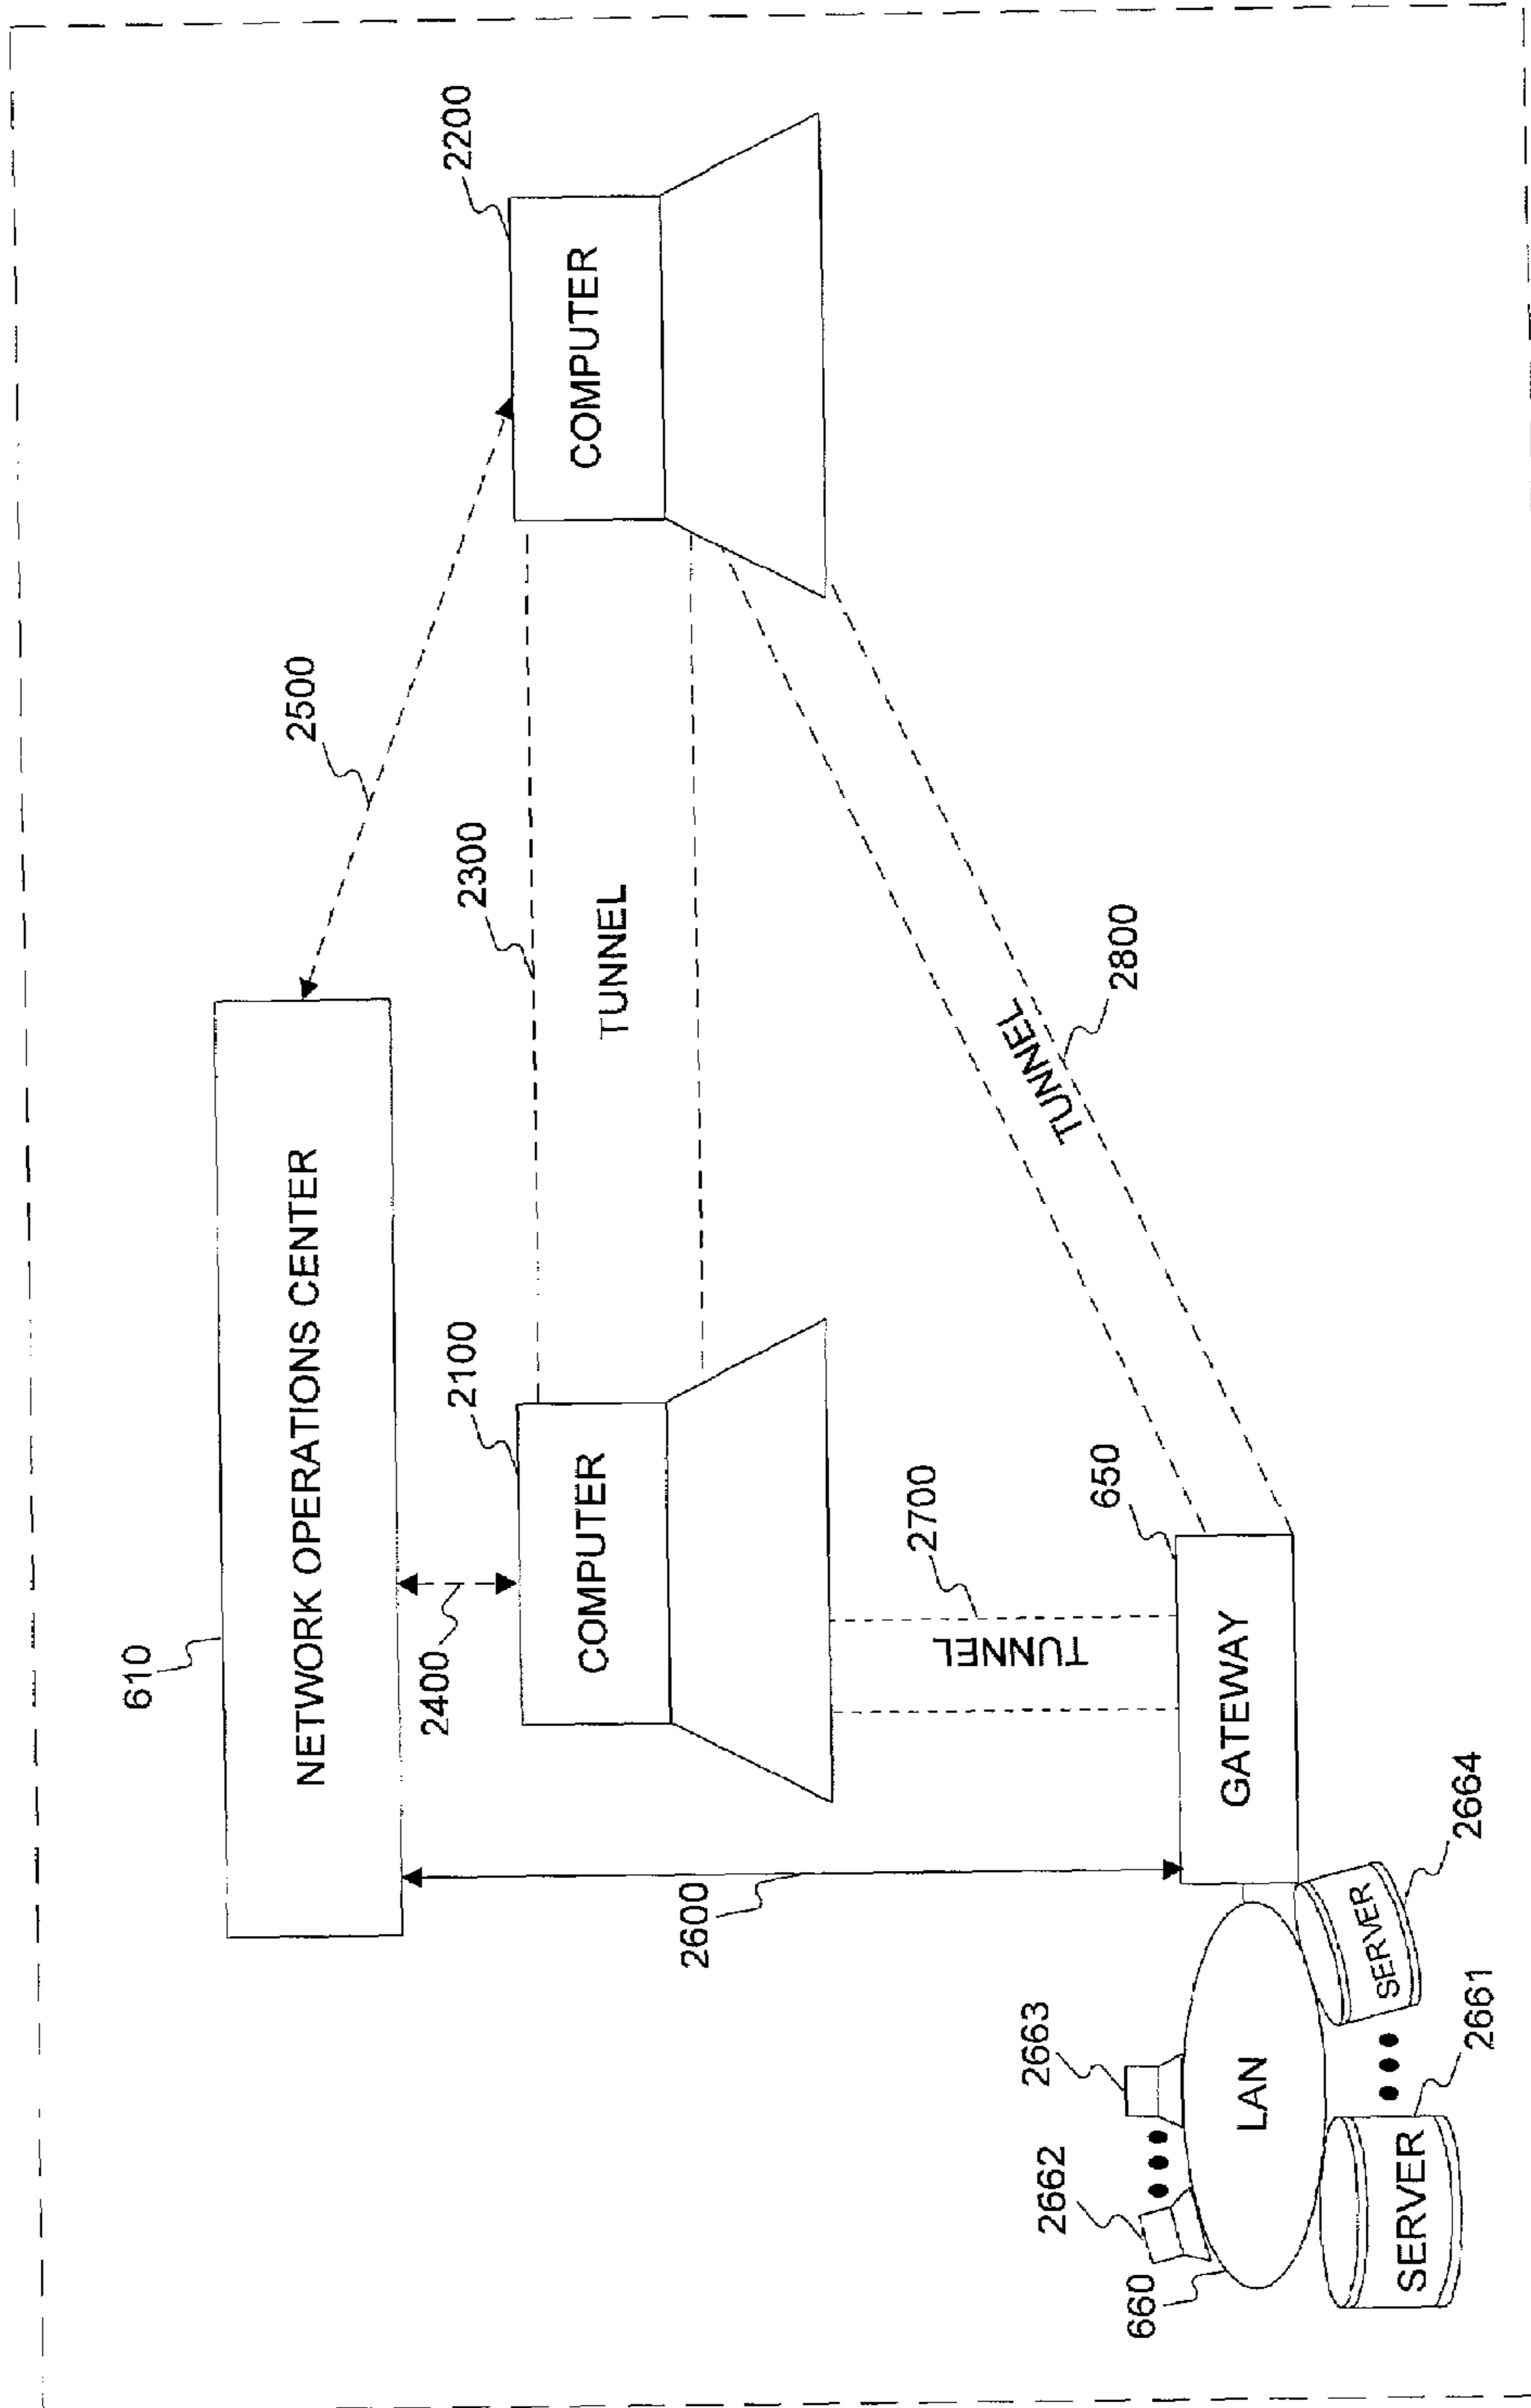 610
NETWORK OPERATIONS CENTER
2500
2400
2100
COMPUTER
2300
TUNNEL
2200
COMPUTER
2600
2700
TUNNEL
650
GATEWAY
TUNNEL
2800
2662
2663
660
LAN
SERVER
2661
SERVER
2664